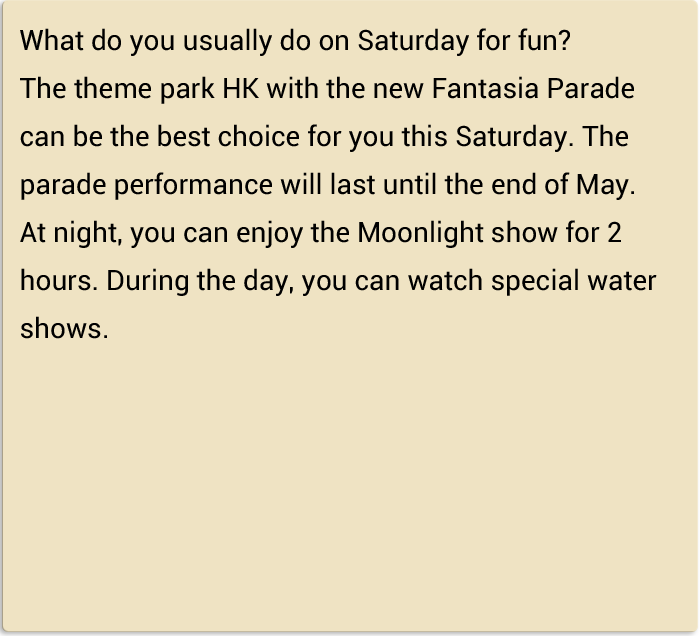 What do you usually do on Saturday for fun?
The theme park HK with the new Fantasia Parade
can be the best choice for you this Saturday. The
parade performance will last until the end of May.
At night, you can enjoy the Moonlight show for 2
hours. During the day, you can watch special water
shows.